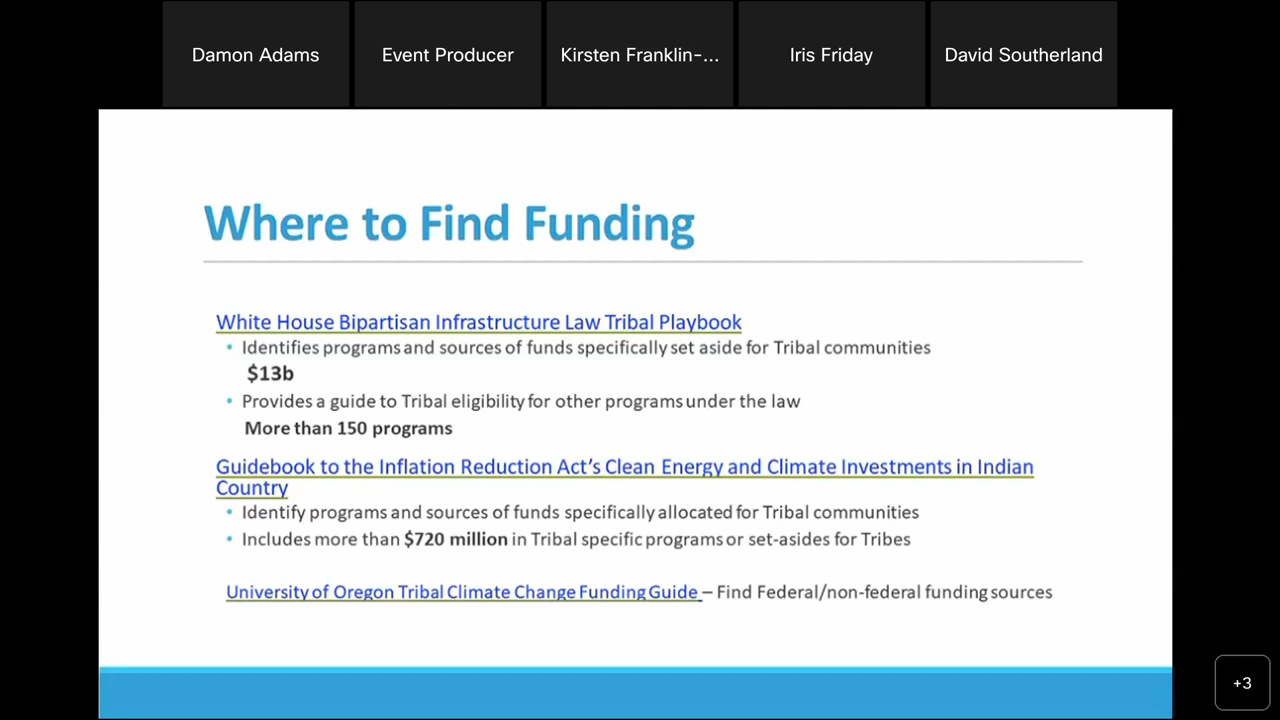 Damon Adams
Event Producer
Kirsten Franklin-...
Iris Friday
David Southerland
Where to Find Funding
White House Bipartisan Infrastructure Law Tribal Playbook
• Identifies programs and sources of funds specifically set aside for Tribal communities
$13b
• Provides a guide to Tribal eligibility for other programs under the law
More than 150 programs
Guidebook to the Inflation Reduction Act's Clean Energy and Climate Investments in Indian
Country
• Identify programs and sources of funds specifically allocated for Tribal communities
• Includes more than $720 million in Tribal specific programs or set-asides for Tribes
University of Oregon Tribal Climate Change Funding Guide – Find Federal/non-federal funding sources
+3